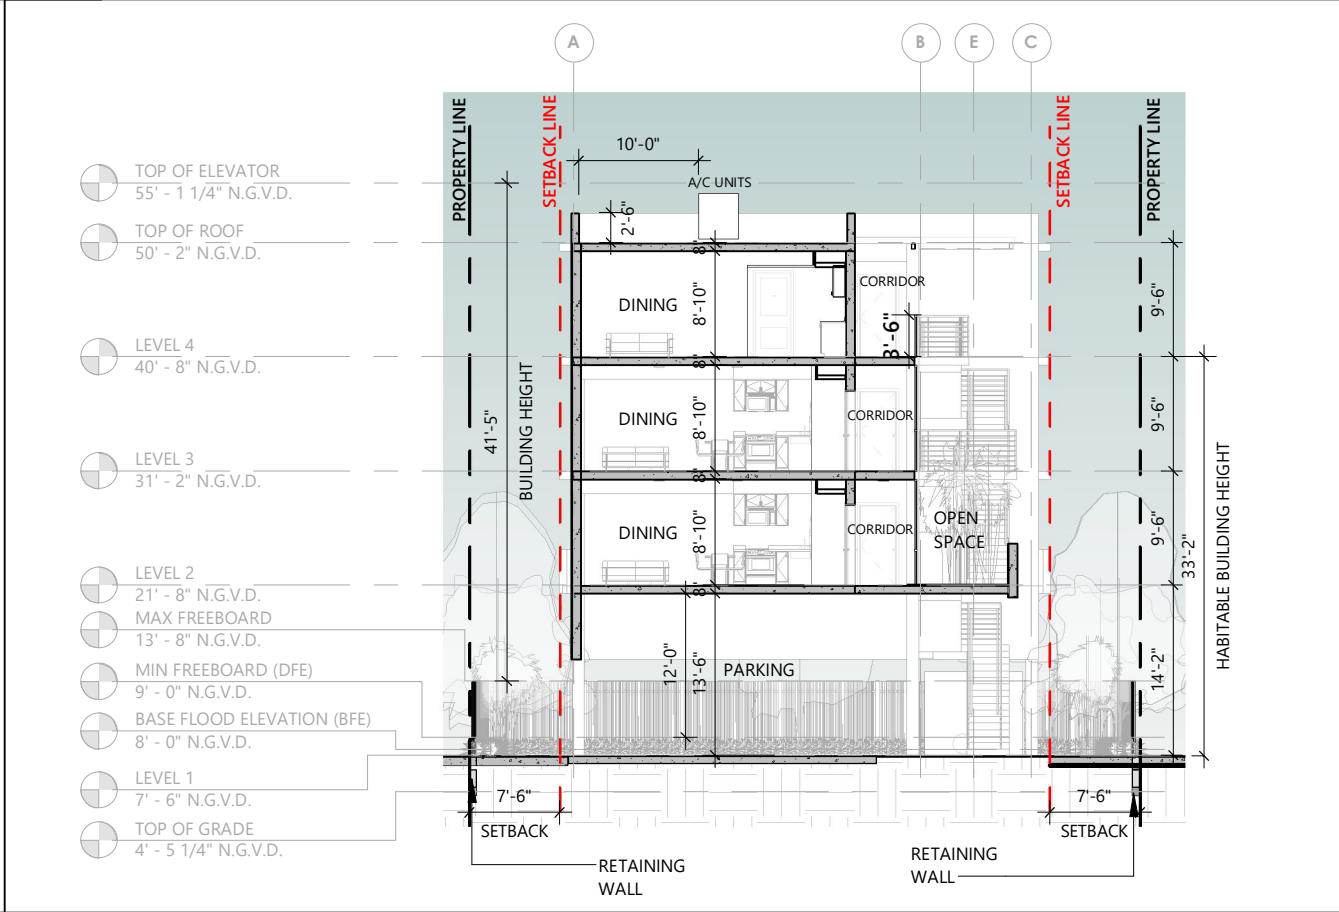 A
B
E
C
PROPERTY LINE
SETBACK LINE
SETBACK LINE
PROPERTY LINE
10'-0"
TOP OF ELEVATOR
55' - 1 1/4" N.G.V.D.
A/C UNITS
2'-6"
TOP OF ROOF
50' - 2" N.G.V.D.
8"
CORRIDOR
DINING
8'-10"
9'-6"
3'-6"
LEVEL 4
40' - 8" N.G.V.D.
8"
BUILDING HEIGHT
41'-5"
DINING
8'-10"
CORRIDOR
9'-6"
LEVEL 3
31' - 2" N.G.V.D.
8"
DINING
8'-10"
CORRIDOR
OPEN
SPACE
9'-6"
33'-2"
HABITABLE BUILDING HEIGHT
LEVEL 2
21' - 8" N.G.V.D.
8"
MAX FREEBOARD
13' - 8" N.G.V.D.
12'-0"
13'-6"
PARKING
14'-2"
MIN FREEBOARD (DFE)
9' - 0" N.G.V.D.
BASE FLOOD ELEVATION (BFE)
8' - 0" N.G.V.D.
LEVEL 1
7' - 6" N.G.V.D.
7'-6"
7'-6"
TOP OF GRADE
4' - 5 1/4" N.G.V.D.
SETBACK
SETBACK
RETAINING
WALL
RETAINING
WALL